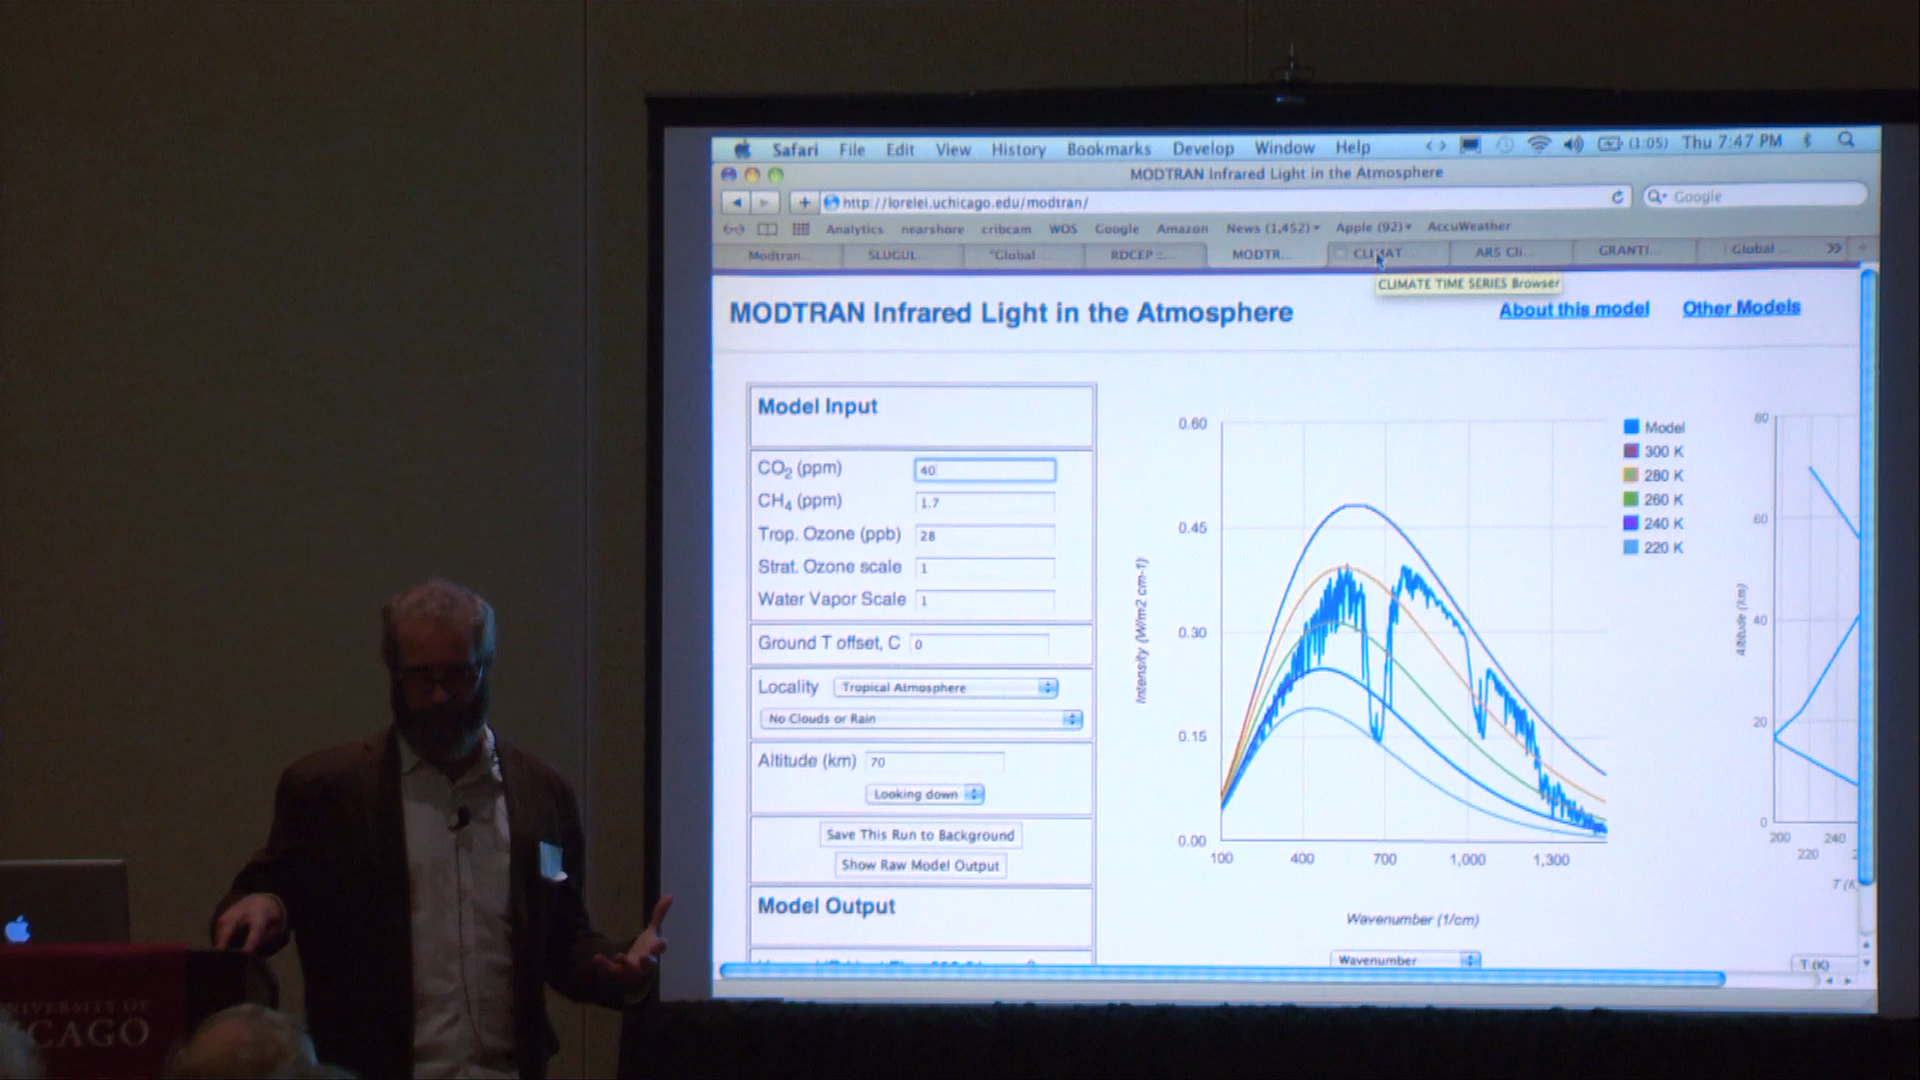 Safari File Edit View History Bookmarks Develop Window Help (1:05) Thu 7:47 PM
MODTRAN Infrared Light in the Atmosphere
http://lorelei.uchicago.edu/modtran/
Google
Analytics nearshore cribcam WOS Google Amazon News (1,452) Apple (92) AccuWeather
Modtran... SLUGUL... "Global ... RDCEP :... MODTR... CLIMAT... ARS Cli... GRANTI... Global ...
CLIMATE TIME SERIES Browser
MODTRAN Infrared Light in the Atmosphere
About this model
Other Models
Model Input
CO2 (ppm) 40
CH4 (ppm) 1.7
Trop. Ozone (ppb) 28
Strat. Ozone scale 1
Water Vapor Scale 1
Ground T offset, C 0
Locality Tropical Atmosphere
No Clouds or Rain
Altitude (km) 70
Looking down
Save This Run to Background
Show Raw Model Output
Model Output
0.60
0.45
0.30
0.15
0.00
Intensity (W/m2 cm-1)
100 400 700 1,000 1,300
Wavenumber (1/cm)
Wavenumber
Model
300 K
280 K
260 K
240 K
220 K
80
60
40
20
0
Altitude (km)
200 240
220 2
T (K
T (K)
NIVERSITY OF
CAGO